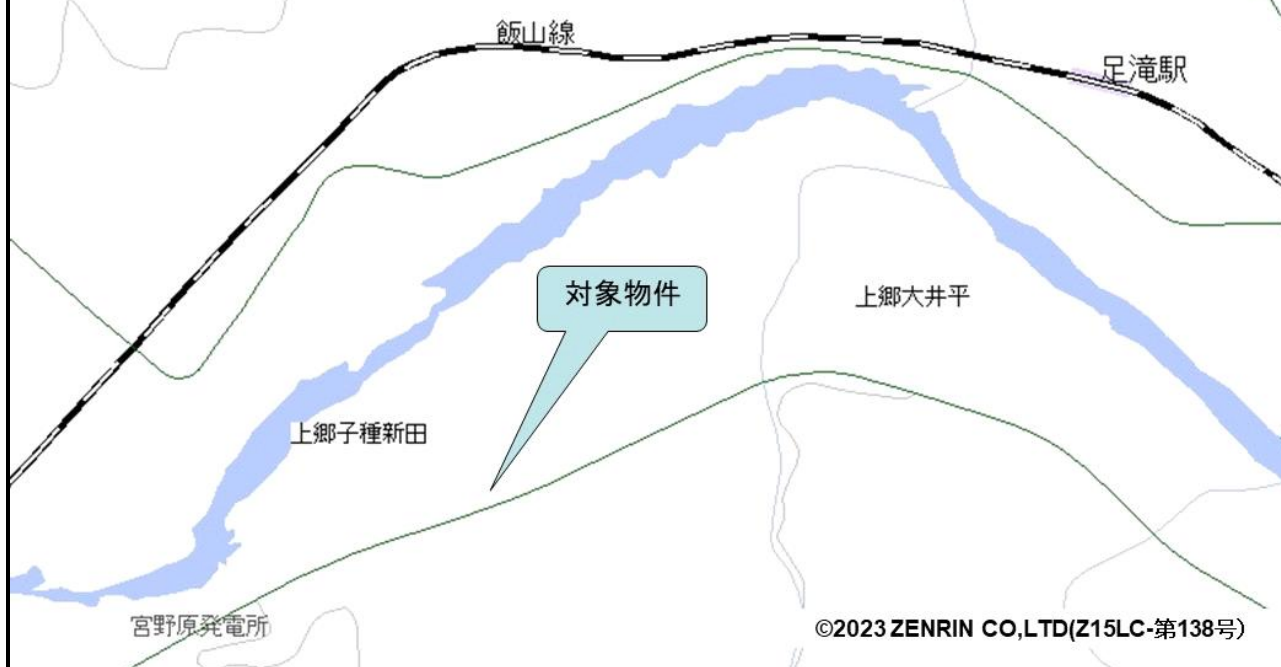 飯山線
足滝駅
対象物件
上郷大井平
上郷子種新田
宮野原発電所
©2023 ZENRIN CO,LTD(Z15LC-第138号)